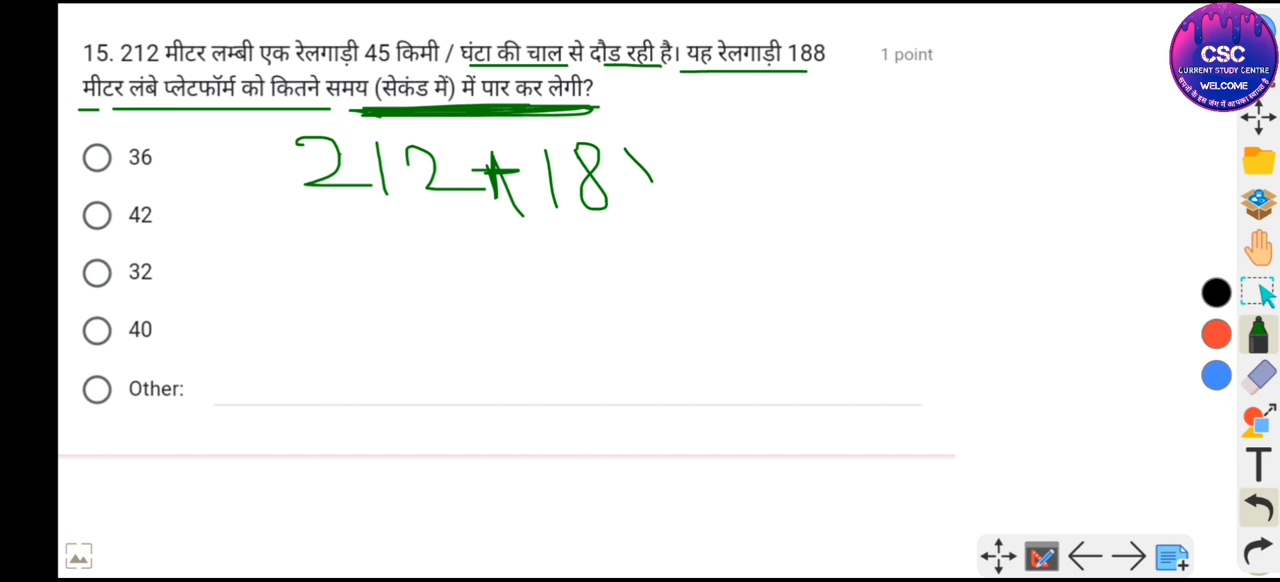 15. 212 मीटर लम्बी एक रेलगाड़ी 45 किमी / घंटा की चाल से दौड रही है। यह रेलगाड़ी 188
मीटर लंबे प्लेटफॉर्म को कितने समय (सेकंड में) में पार कर लेगी?
1 point
36
42
32
40
Other:
212 + 18
CSC
CURRENT STUDY CENTRE
WELCOME
T